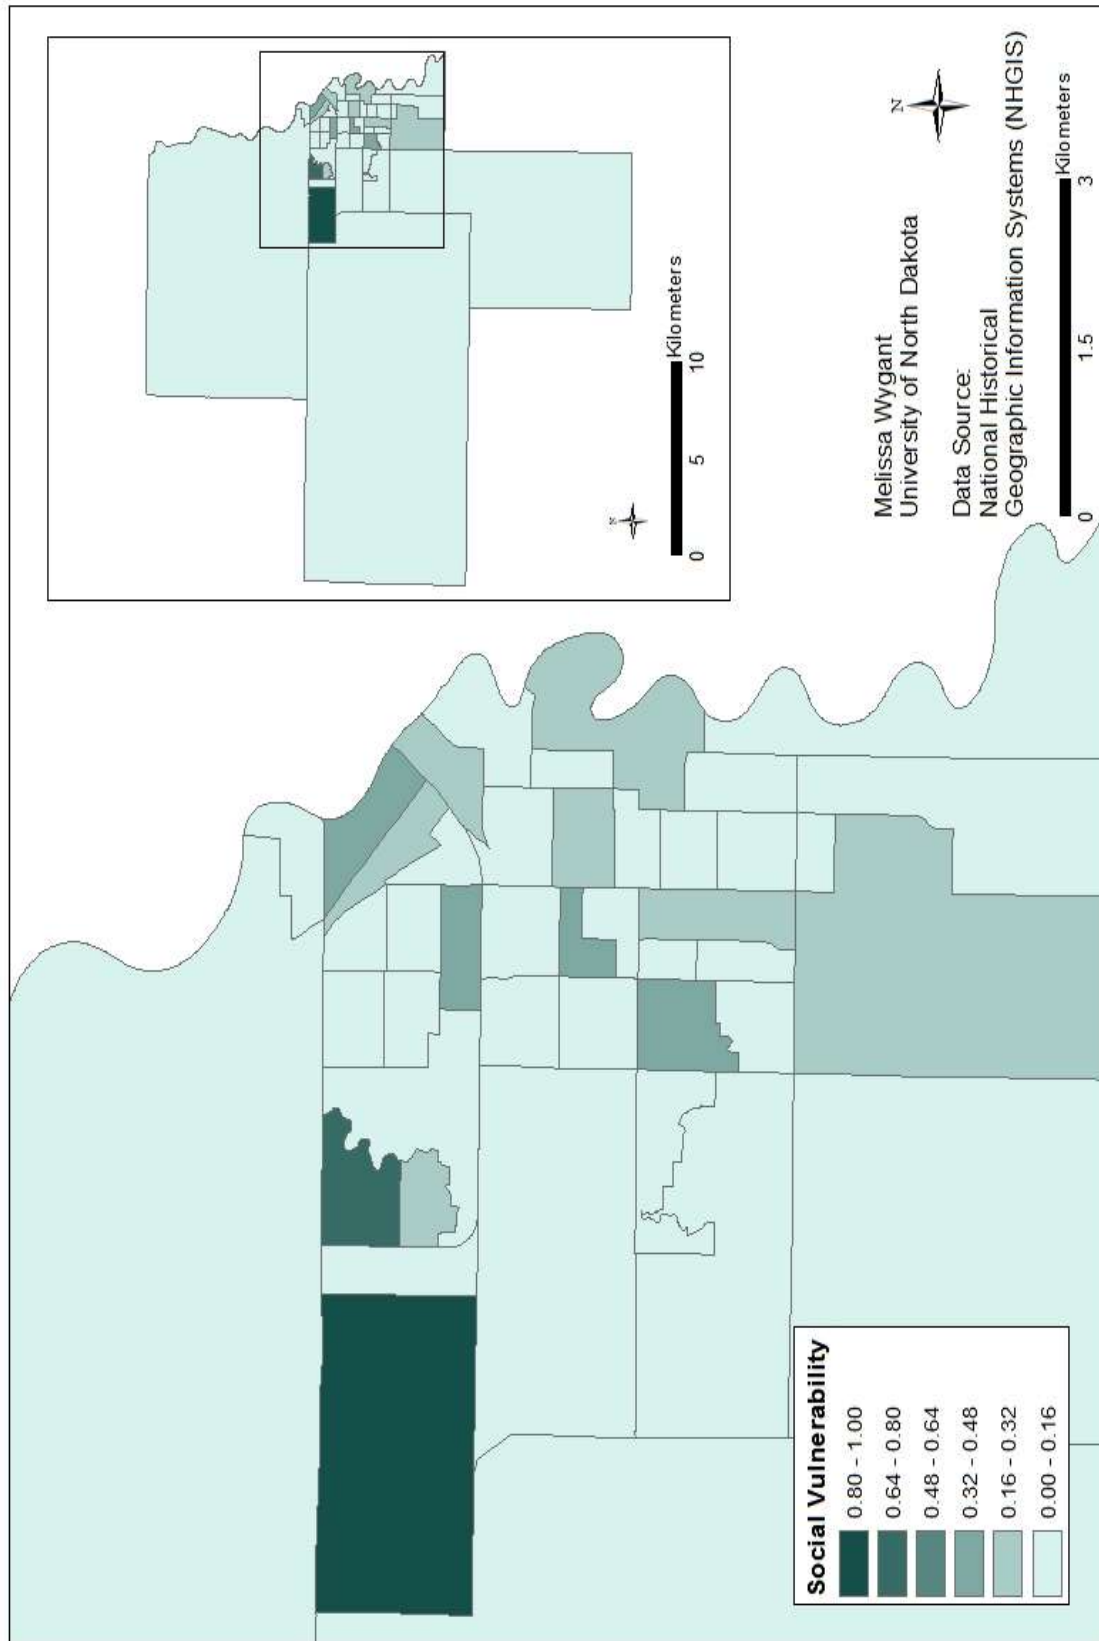 N
0 5 10 Kilometers
N
Melissa Wygant
University of North Dakota
Data Source:
National Historical
Geographic Information Systems (NHGIS)
0 1.5 3 Kilometers
Social Vulnerability
0.80 - 1.00
0.64 - 0.80
0.48 - 0.64
0.32 - 0.48
0.16 - 0.32
0.00 - 0.16